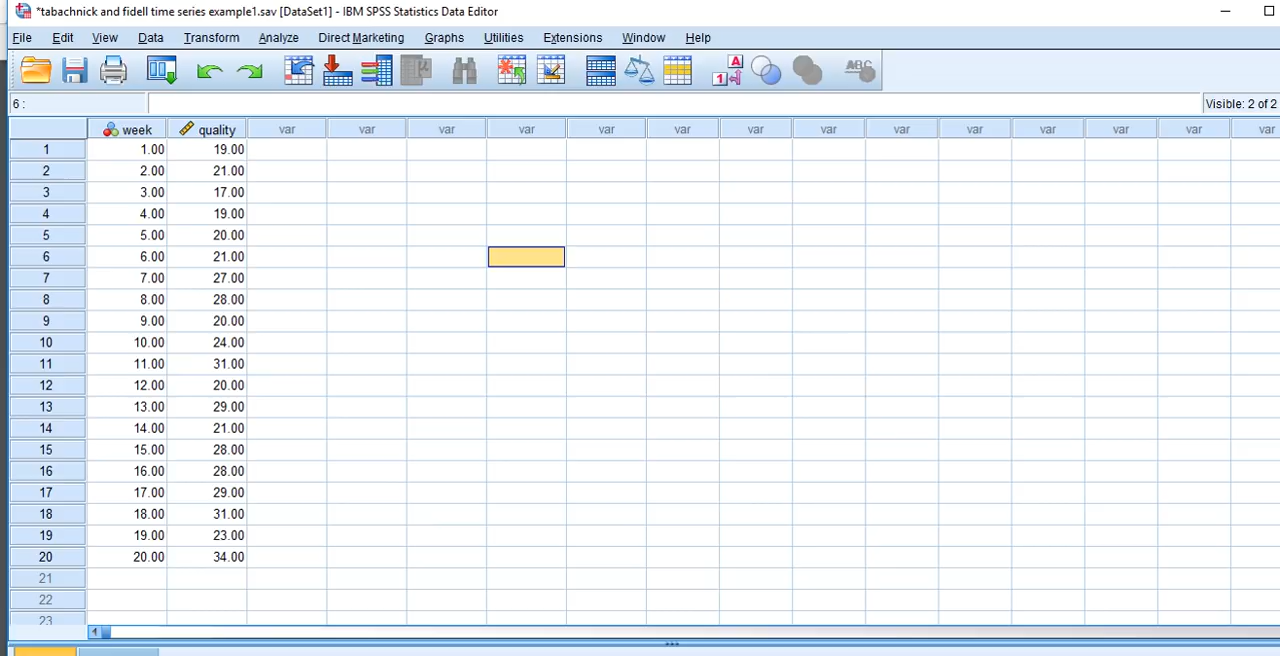 *tabachnick and fidell time series example1.sav [DataSet1] - IBM SPSS Statistics Data Editor
File Edit View Data Transform Analyze Direct Marketing Graphs Utilities Extensions Window Help
6 : Visible: 2 of 2
week quality var var var var var var var var var var var var var var
1 1.00 19.00
2 2.00 21.00
3 3.00 17.00
4 4.00 19.00
5 5.00 20.00
6 6.00 21.00
7 7.00 27.00
8 8.00 28.00
9 9.00 20.00
10 10.00 24.00
11 11.00 31.00
12 12.00 20.00
13 13.00 29.00
14 14.00 21.00
15 15.00 28.00
16 16.00 28.00
17 17.00 29.00
18 18.00 31.00
19 19.00 23.00
20 20.00 34.00
21
22
23